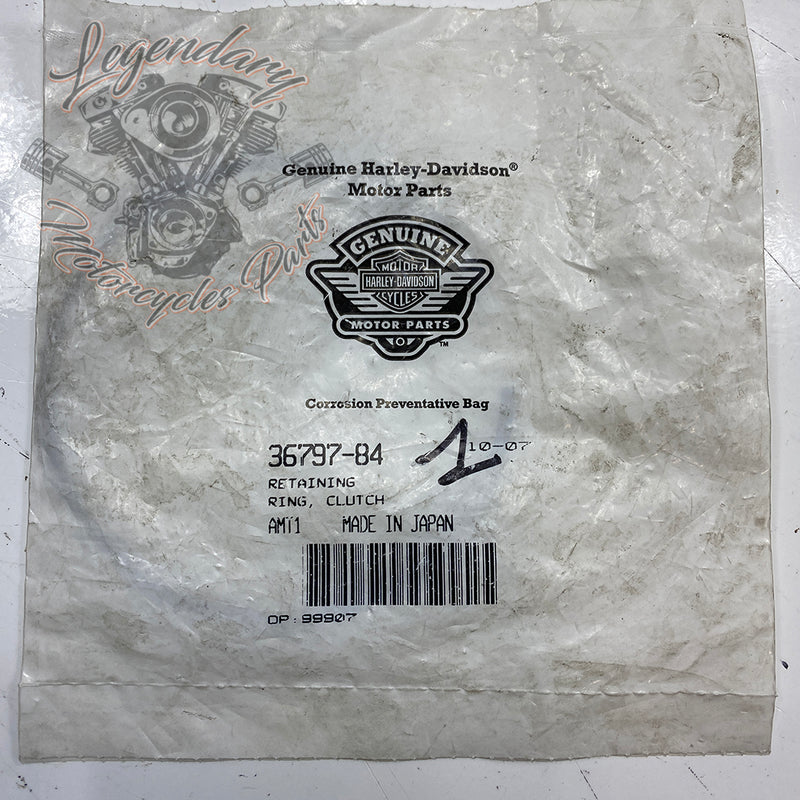 Legendary
Motorcycles Parts
Genuine Harley-Davidson®
Motor Parts
GENUINE
MOTOR
HARLEY-DAVIDSON
CYCLES
MOTOR PARTS
TM
Corrosion Preventative Bag
36797-84 1 10-07
RETAINING
RING, CLUTCH
AMT1 MADE IN JAPAN
OP: 99907